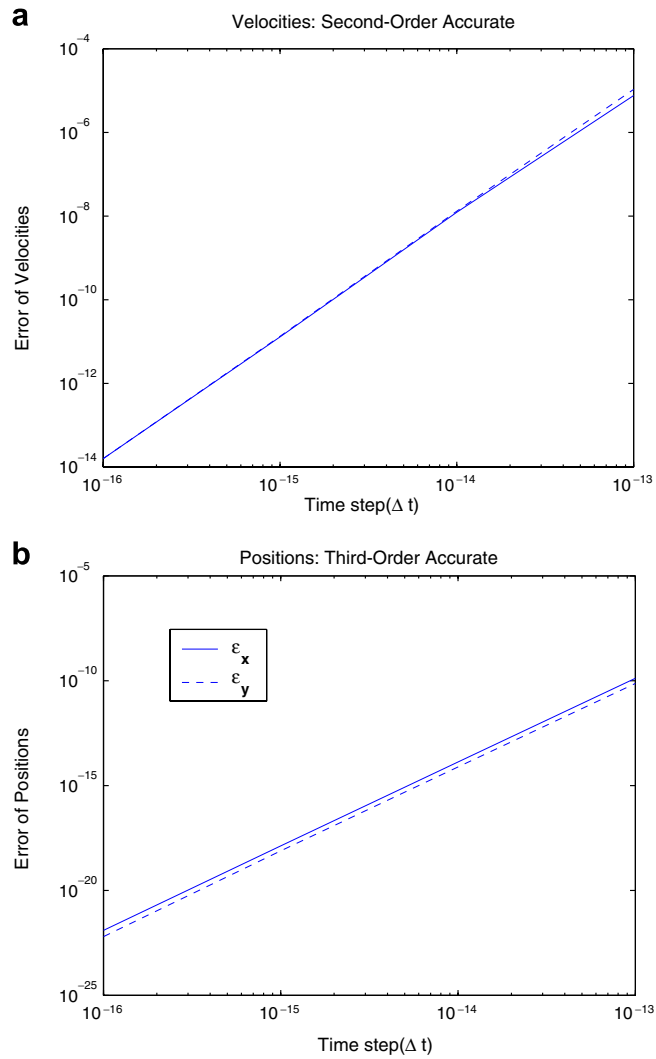 a
Velocities: Second-Order Accurate
10⁻⁴
10⁻⁶
10⁻⁸
10⁻¹⁰
10⁻¹²
10⁻¹⁴
Error of Velocities
10⁻¹⁶
10⁻¹⁵
10⁻¹⁴
10⁻¹³
Time step(Δ t)
b
Positions: Third-Order Accurate
10⁻⁵
10⁻¹⁰
10⁻¹⁵
10⁻²⁰
10⁻²⁵
Error of Positions
ε_x
ε_y
10⁻¹⁶
10⁻¹⁵
10⁻¹⁴
10⁻¹³
Time step(Δ t)